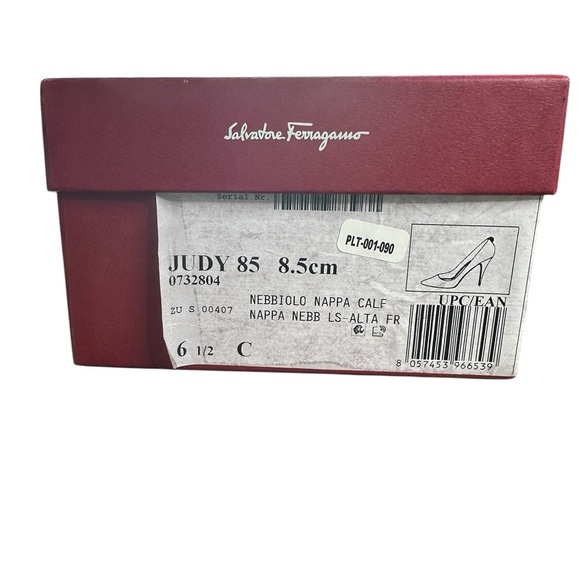 Salvatore Ferragamo
Serial Nr.
PLT-001-090
JUDY 85 8.5cm
0732804
NEBBIOLO NAPPA CALF
UPC/EAN
ZU S 00407
NAPPA NEBB LS-ALTA FR
6 1/2 C
8 057453 966539